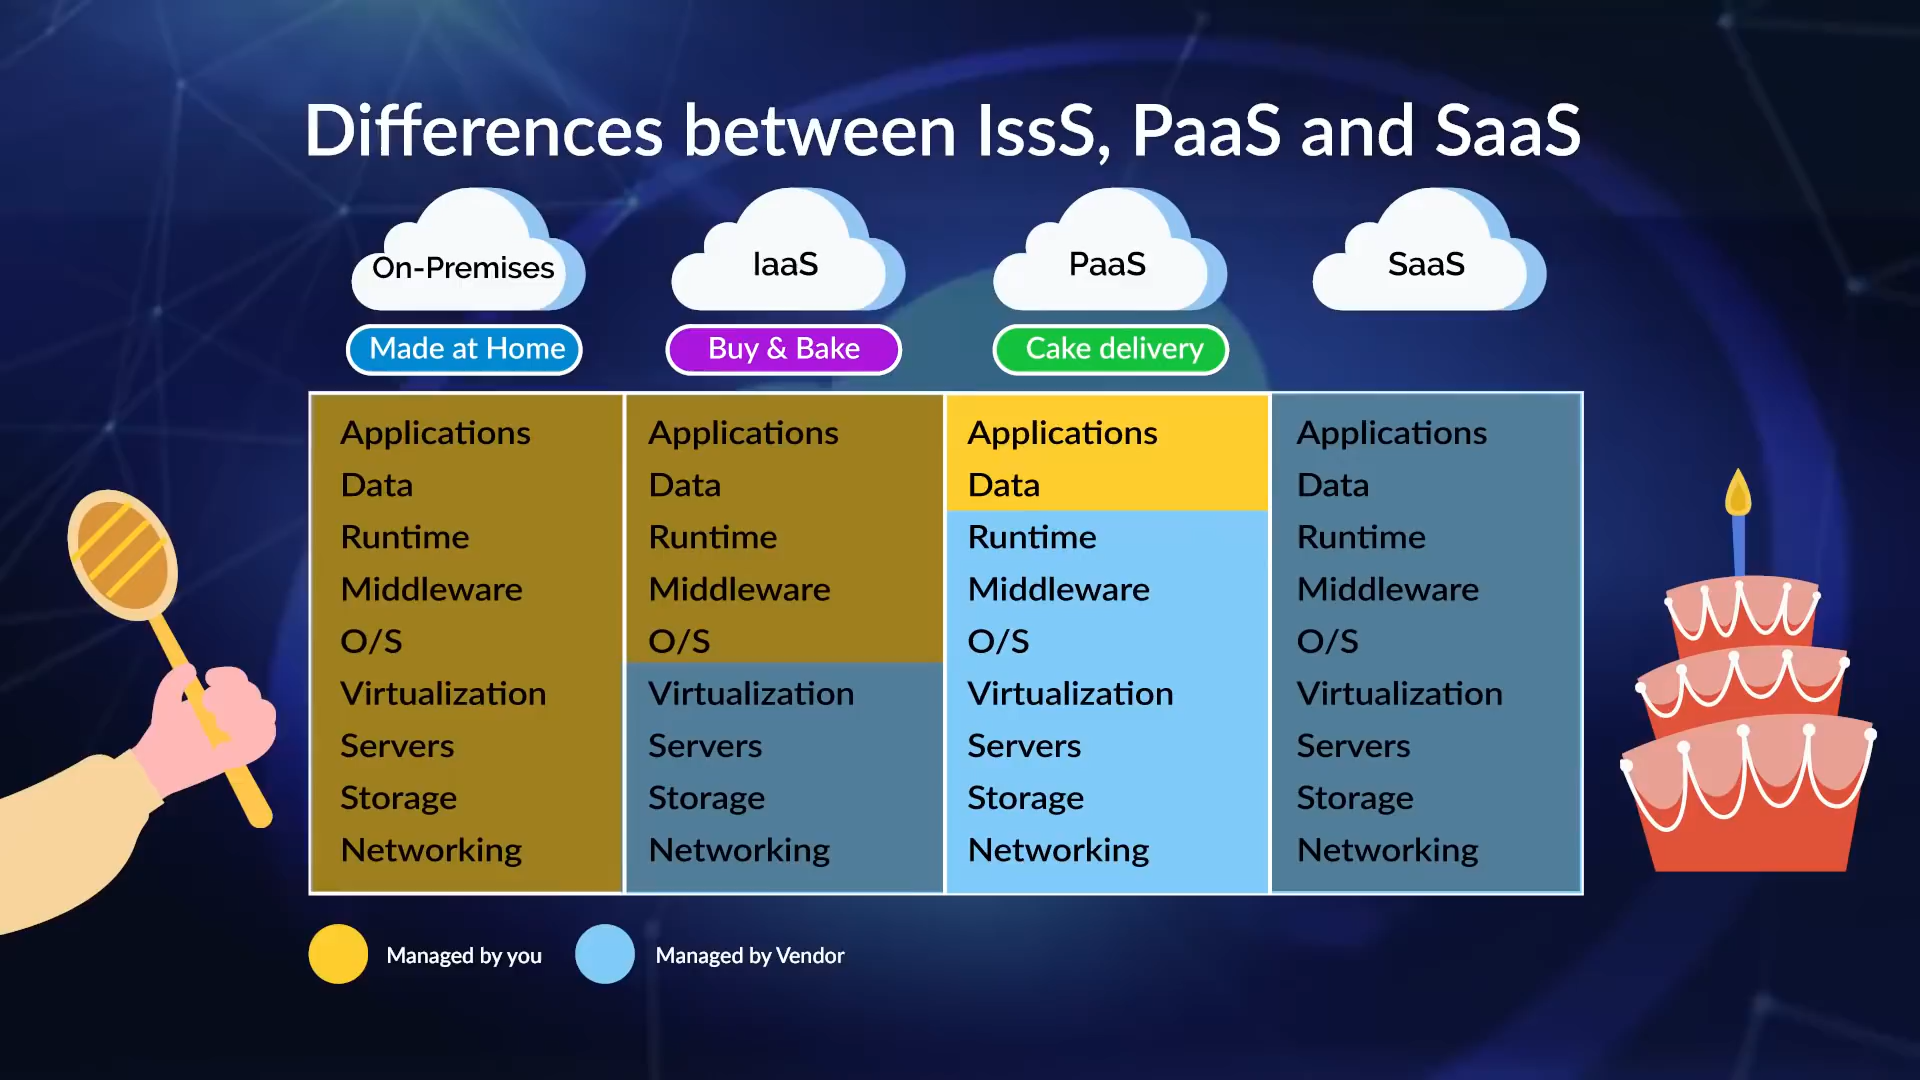 Differences between IssS, PaaS and SaaS
On-Premises
IaaS
PaaS
SaaS
Made at Home
Buy & Bake
Cake delivery
Applications
Data
Runtime
Middleware
O/S
Virtualization
Servers
Storage
Networking
Applications
Data
Runtime
Middleware
O/S
Virtualization
Servers
Storage
Networking
Applications
Data
Runtime
Middleware
O/S
Virtualization
Servers
Storage
Networking
Applications
Data
Runtime
Middleware
O/S
Virtualization
Servers
Storage
Networking
Managed by you
Managed by Vendor